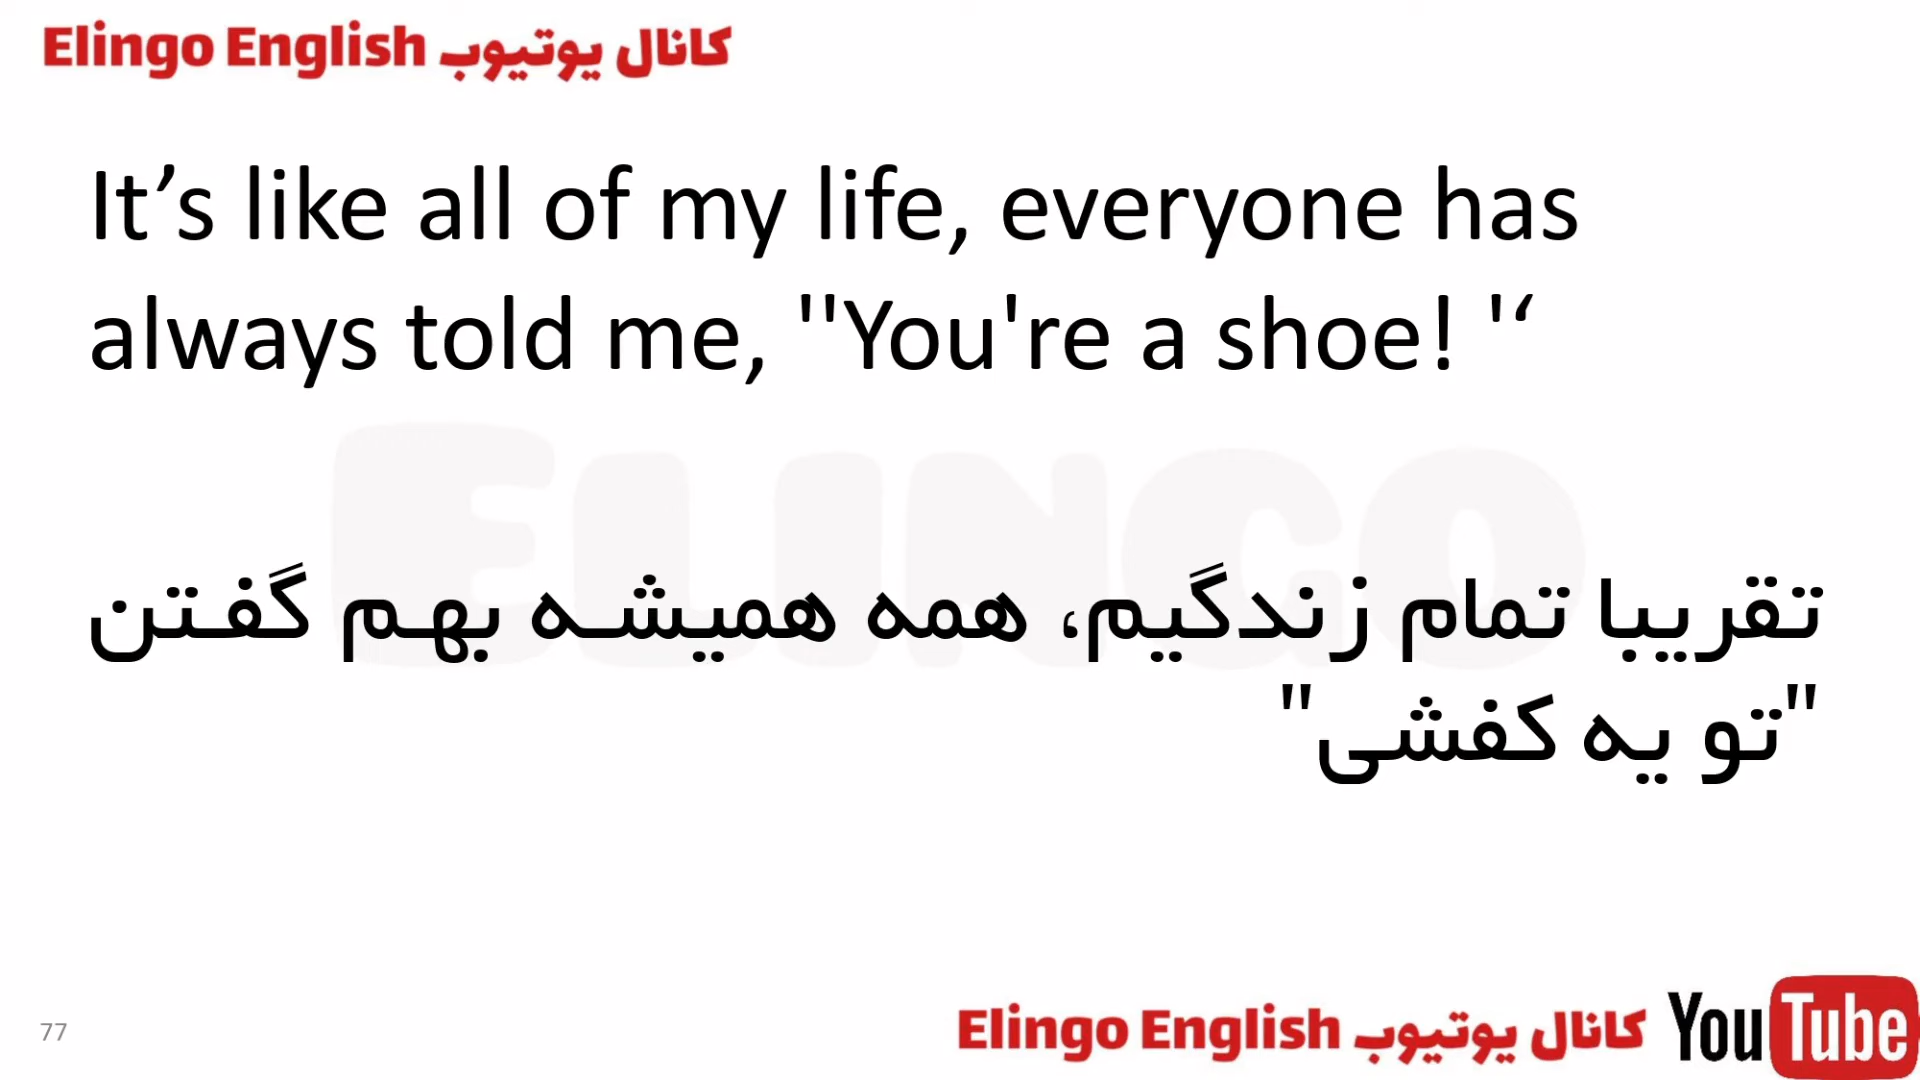 Elingo English کانال یوتیوب
It’s like all of my life, everyone has
always told me, "You're a shoe! '‘
ELINGO
تقریبا تمام زندگیم، همه همیشه بهم گفتن
"تو یه کفشی"
77
Elingo English کانال یوتیوب YouTube